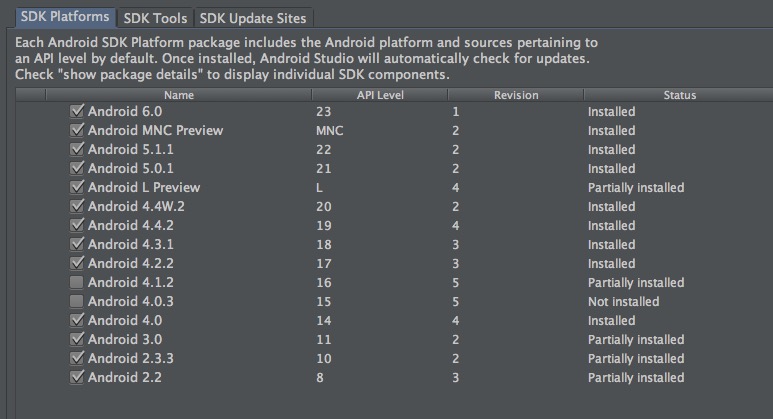 SDK Platforms SDK Tools SDK Update Sites
Each Android SDK Platform package includes the Android platform and sources pertaining to
an API level by default. Once installed, Android Studio will automatically check for updates.
Check "show package details" to display individual SDK components.
Name API Level Revision Status
Android 6.0 23 1 Installed
Android MNC Preview MNC 2 Installed
Android 5.1.1 22 2 Installed
Android 5.0.1 21 2 Installed
Android L Preview L 4 Partially installed
Android 4.4W.2 20 2 Installed
Android 4.4.2 19 4 Installed
Android 4.3.1 18 3 Installed
Android 4.2.2 17 3 Installed
Android 4.1.2 16 5 Partially installed
Android 4.0.3 15 5 Not installed
Android 4.0 14 4 Installed
Android 3.0 11 2 Partially installed
Android 2.3.3 10 2 Partially installed
Android 2.2 8 3 Partially installed